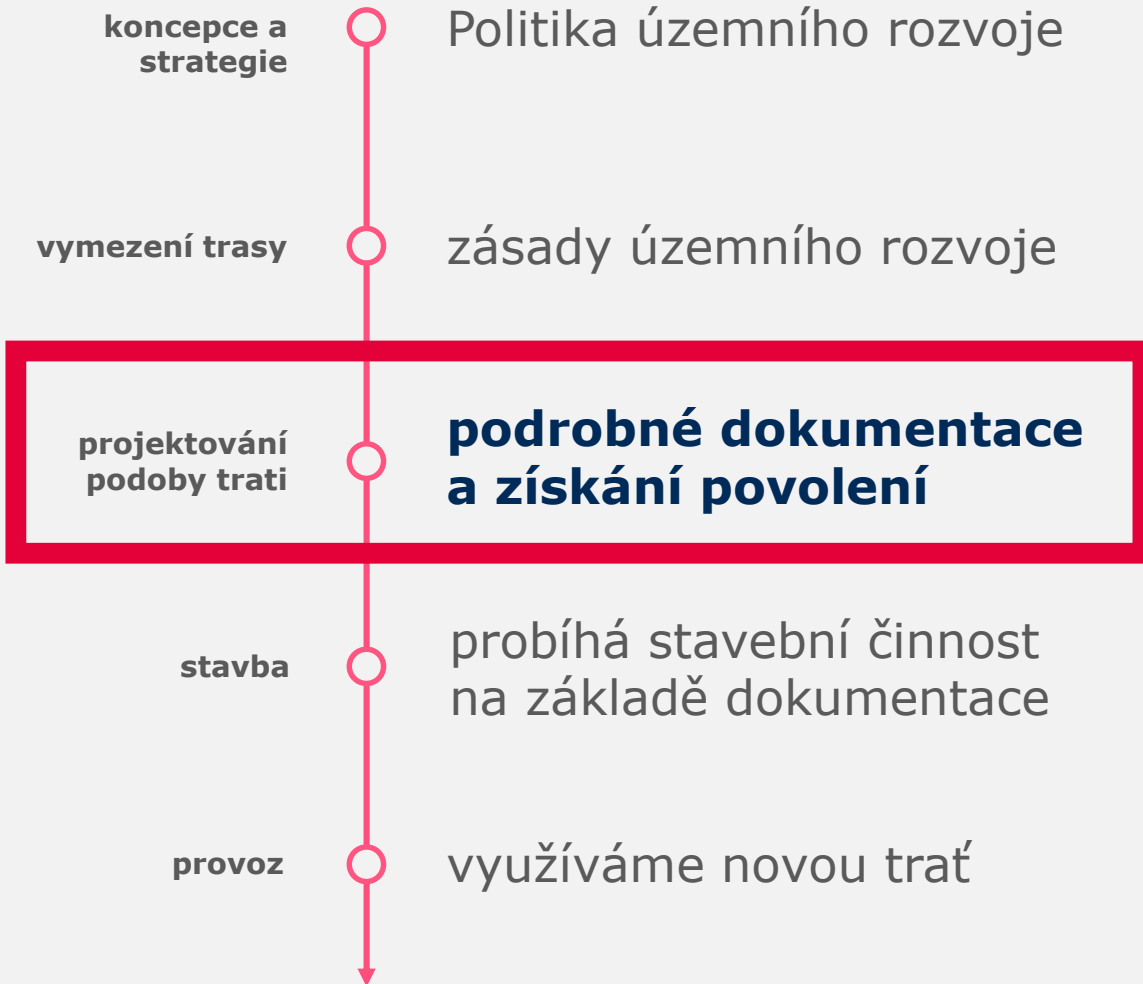 koncepce a
strategie
Politika územního rozvoje
vymezení trasy
zásady územního rozvoje
projektování
podoby trati
podrobné dokumentace
a získání povolení
stavba
probíhá stavební činnost
na základě dokumentace
provoz
využíváme novou trať